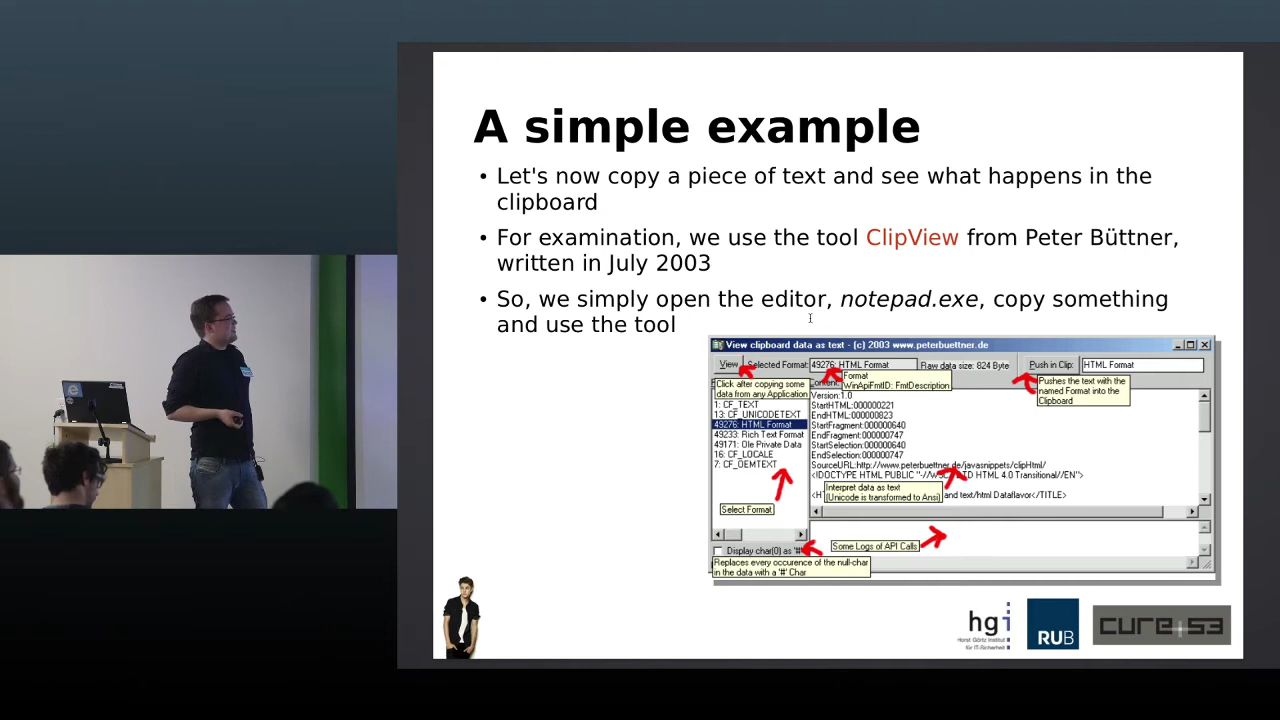 A simple example
• Let's now copy a piece of text and see what happens in the
clipboard
• For examination, we use the tool ClipView from Peter Büttner,
written in July 2003
• So, we simply open the editor, notepad.exe, copy something
and use the tool
View clipboard data as text - (c) 2003 www.peterbuettner.de
View Selected Format: 49276: HTML Format Raw data size: 824 Byte Push in Clip: HTML Format
Click after copying some
data from any Application
Format
WinApiFmtID: FmtDescription
Pushes the text with the
named Format into the
Clipboard
1: CF_TEXT
13: CF_UNICODETEXT
49276: HTML Format
49233: Rich Text Format
49171: Ole Private Data
16: CF_LOCALE
7: CF_OEMTEXT
Select Format
Version:1.0
StartHTML:000000221
EndHTML:000000823
StartFragment:000000640
EndFragment:000000747
StartSelection:000000640
EndSelection:000000747
SourceURL:http://www.peterbuettner.de/javasnippets/clipHtml/
<!DOCTYPE HTML PUBLIC "-//W3C//DTD HTML 4.0 Transitional//EN">
Interpret data as text
(Unicode is transformed to Ansi)
and text/html Dataflavor</TITLE>
Some Logs of API Calls
Display char(0) as '#'
Replaces every occurence of the null-char
in the data with a '#' Char
hgi
Horst Görtz Institut
für IT-Sicherheit
RUB
cure53